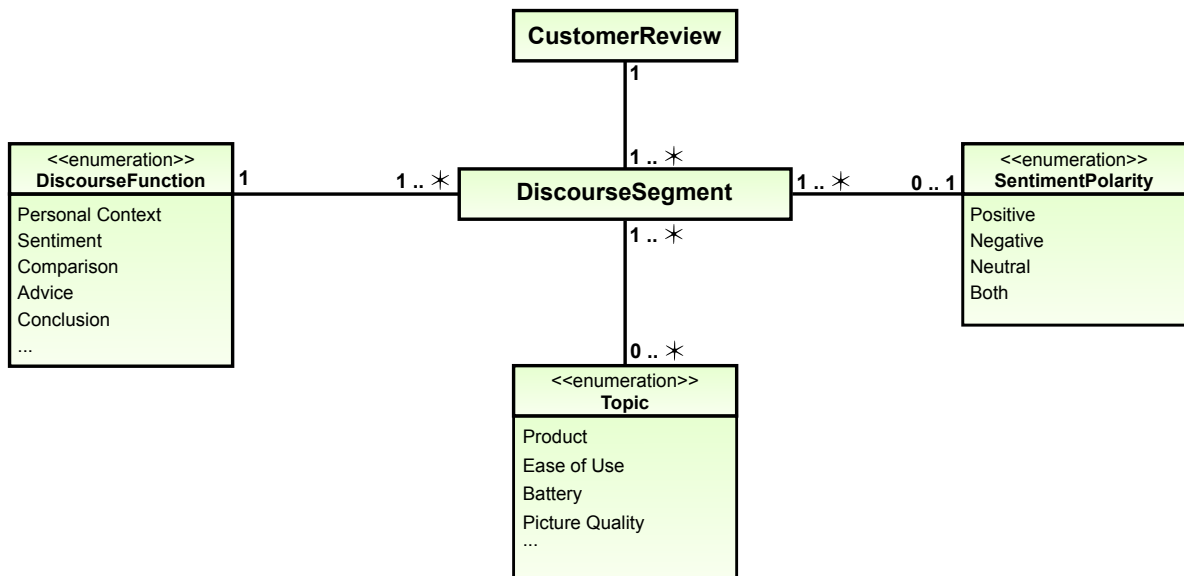 CustomerReview
1
1 .. *
<<enumeration>>
DiscourseFunction
Personal Context
Sentiment
Comparison
Advice
Conclusion
...
1
1 .. *
DiscourseSegment
1 .. *
0 .. 1
<<enumeration>>
SentimentPolarity
Positive
Negative
Neutral
Both
1 .. *
0 .. *
<<enumeration>>
Topic
Product
Ease of Use
Battery
Picture Quality
...